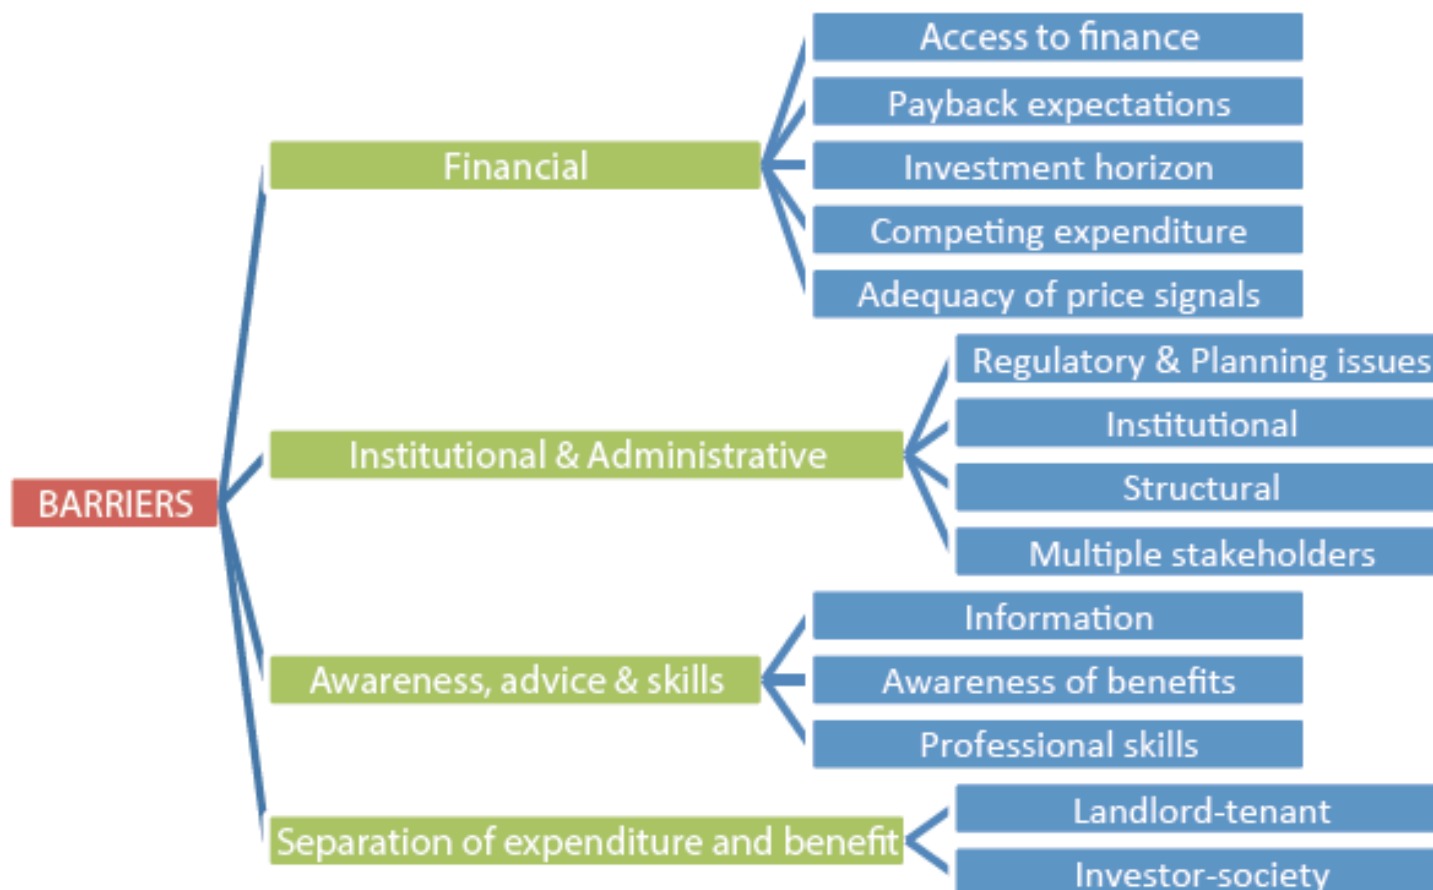 BARRIERS
Financial
Access to finance
Payback expectations
Investment horizon
Competing expenditure
Adequacy of price signals
Institutional & Administrative
Regulatory & Planning issues
Institutional
Structural
Multiple stakeholders
Awareness, advice & skills
Information
Awareness of benefits
Professional skills
Separation of expenditure and benefit
Landlord-tenant
Investor-society